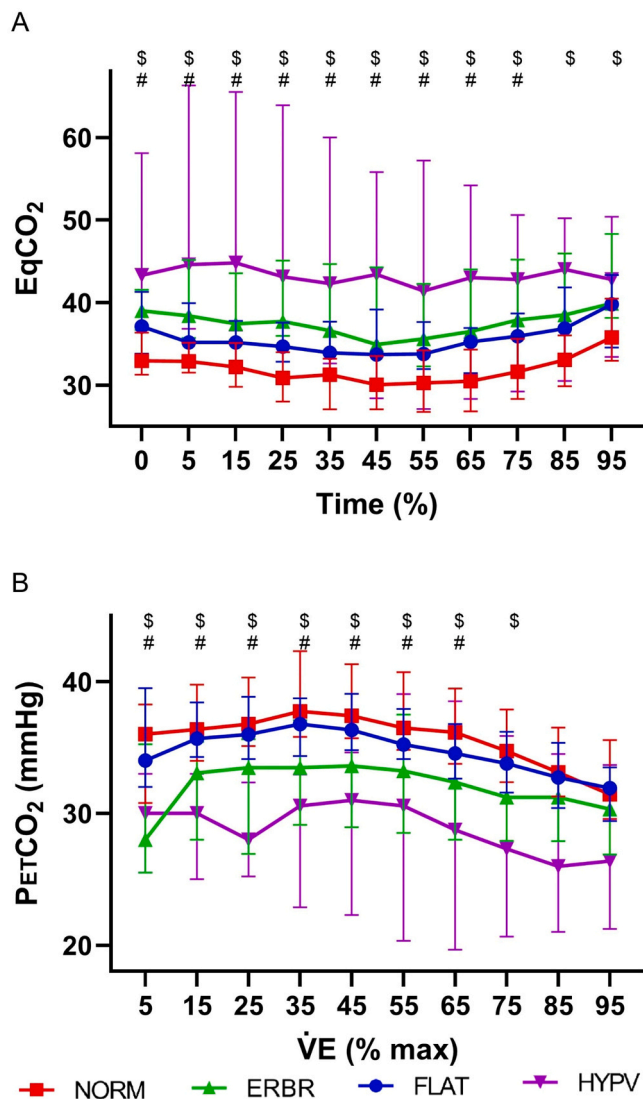 A
$ $ $ $ $ $ $ $ $ $ $
# # # # # # # # #
60
50
40
30
EqCO₂
0 5 15 25 35 45 55 65 75 85 95
Time (%)
B
$ $ $ $ $ $ $ $
# # # # # # #
40
30
20
PETCO₂ (mmHg)
5 15 25 35 45 55 65 75 85 95
V̇E (% max)
NORM ERBR FLAT HYPV